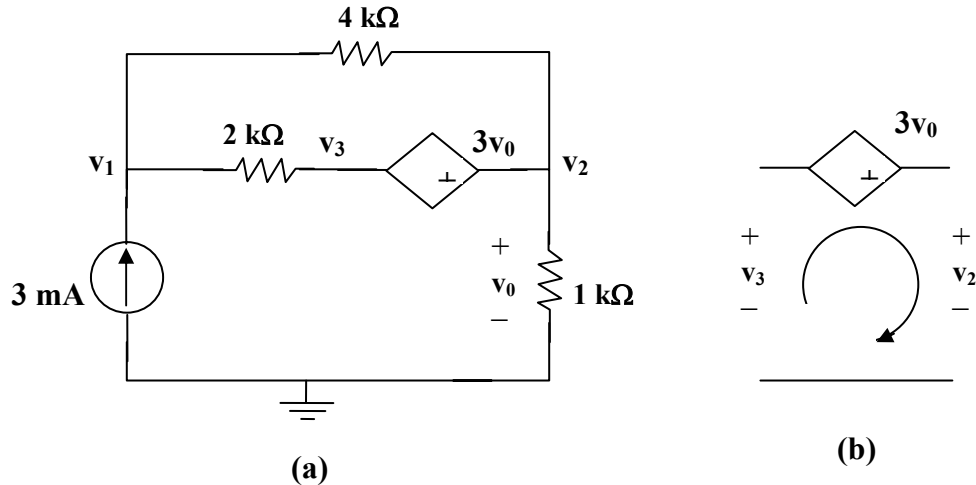 4 kΩ
2 kΩ v₃ 3v₀
v₁ v₂
+
3 mA + v₀ 1 kΩ
–
(a)
3v₀
+
+ +
v₃ v₂
– –
(b)